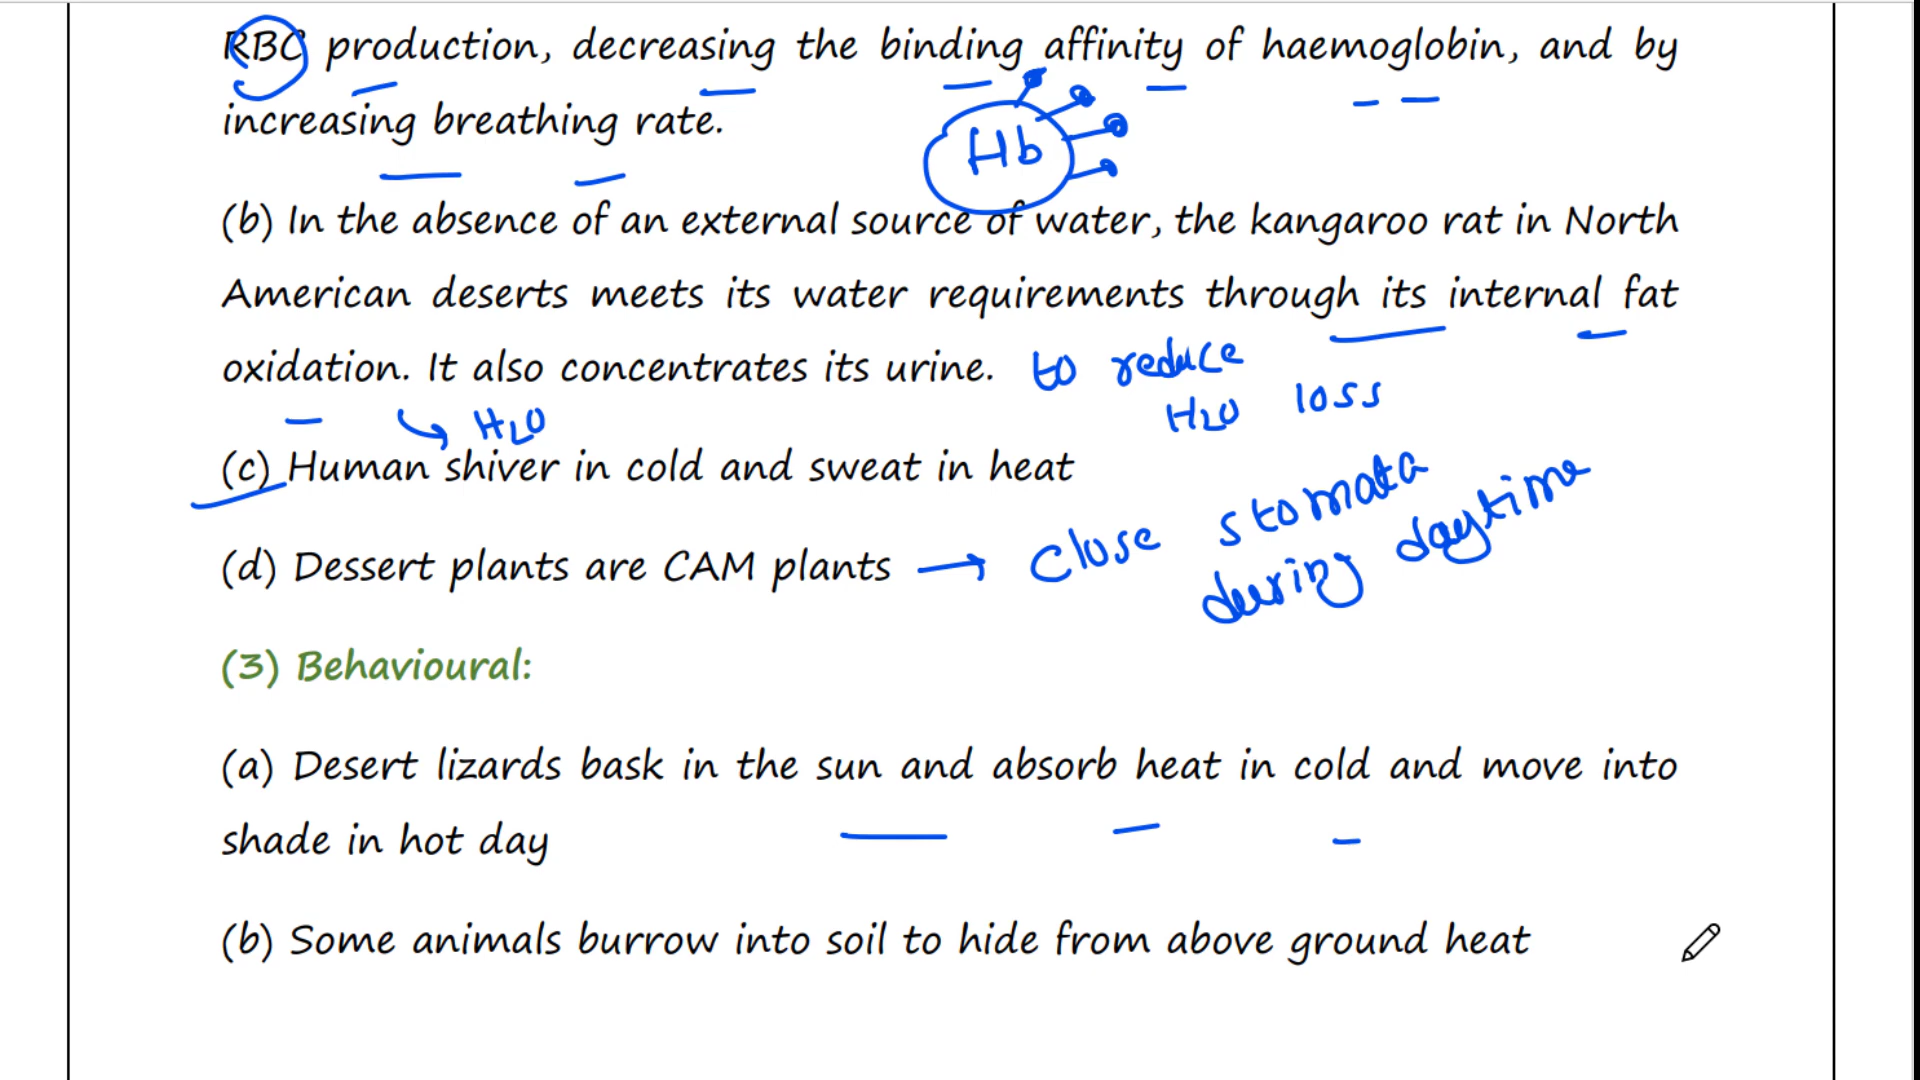 RBC production, decreasing the binding affinity of haemoglobin, and by
increasing breathing rate.
Hb
(b) In the absence of an external source of water, the kangaroo rat in North
American deserts meets its water requirements through its internal fat
oxidation. It also concentrates its urine. to reduce
H2O loss
H2O
(c) Human shiver in cold and sweat in heat
(d) Dessert plants are CAM plants → Close stomata
during daytime
(3) Behavioural:
(a) Desert lizards bask in the sun and absorb heat in cold and move into
shade in hot day
(b) Some animals burrow into soil to hide from above ground heat